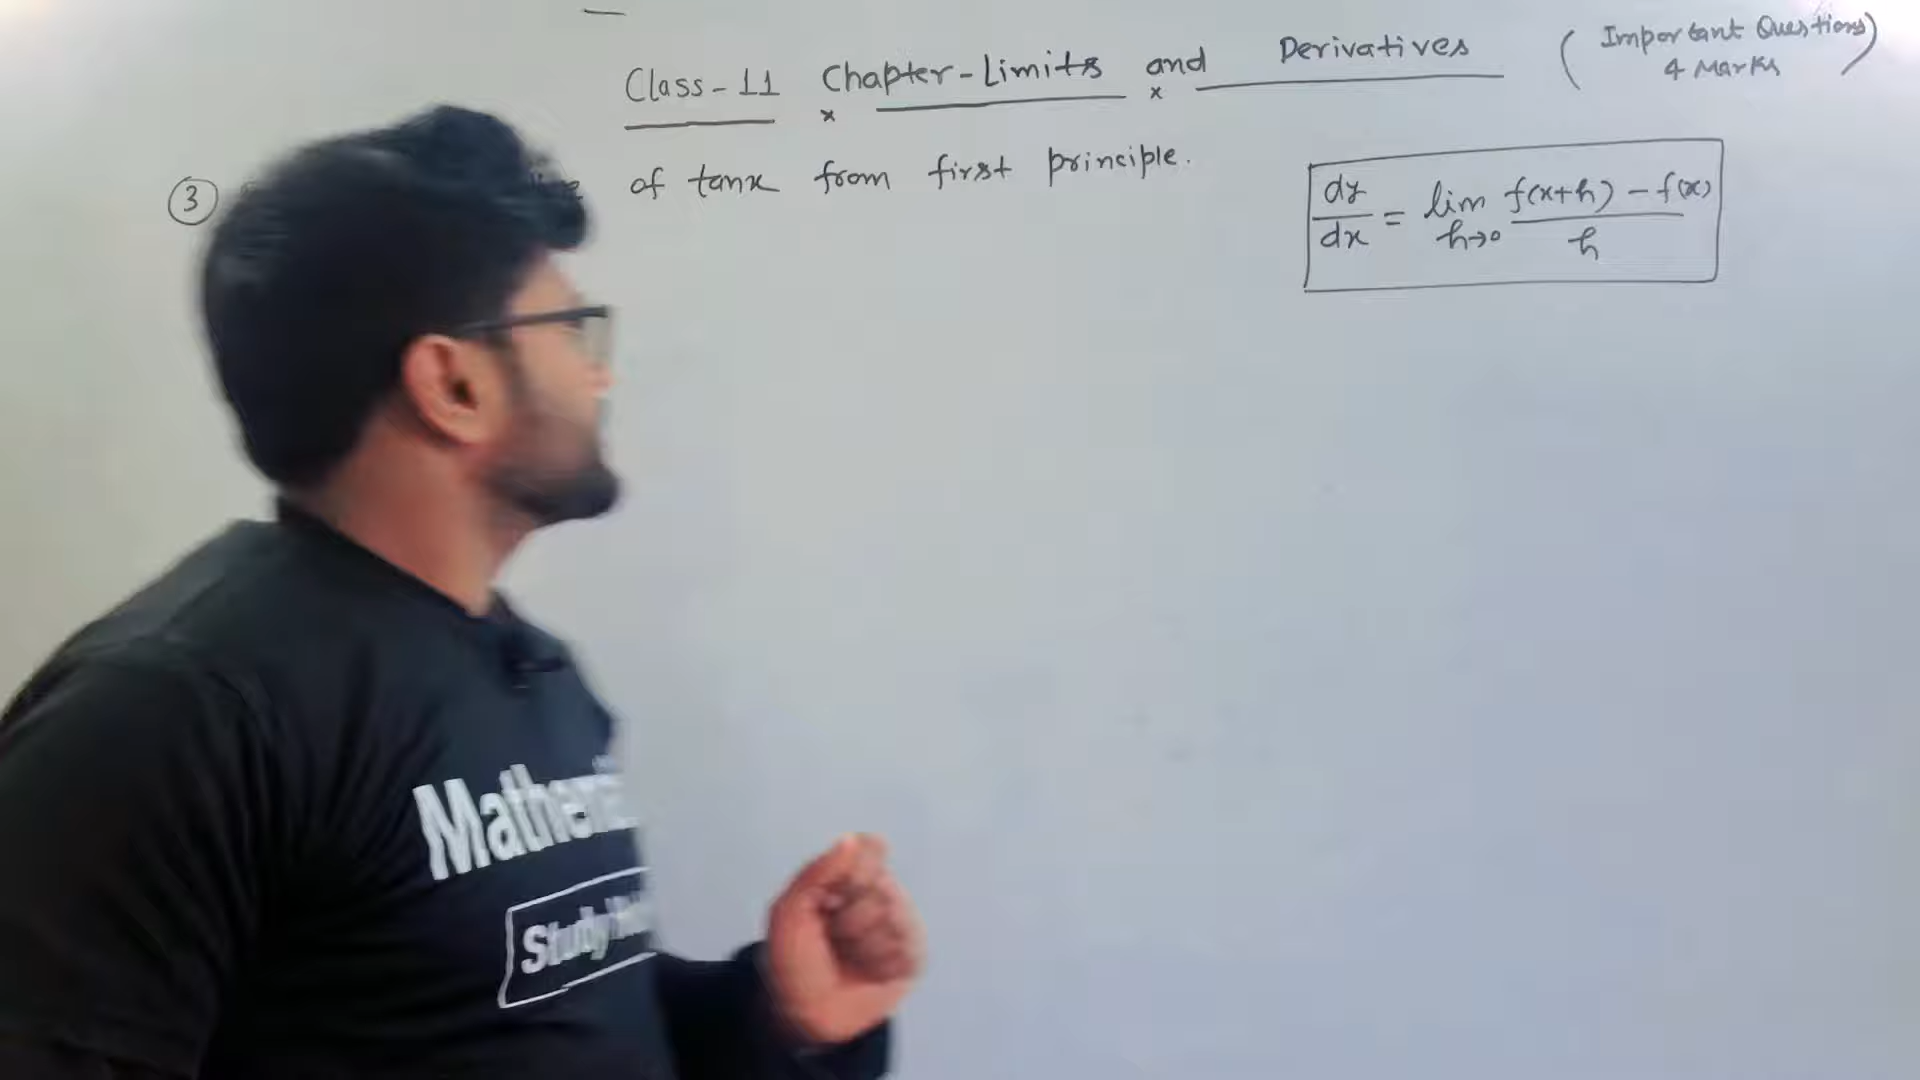 Class-11 Chapter-Limits and Derivatives
(Important Questions)
4 Marks
③ of tanx from first principle.
dy/dx = lim h→0 f(x+h) - f(x) / h
Mathem
Study